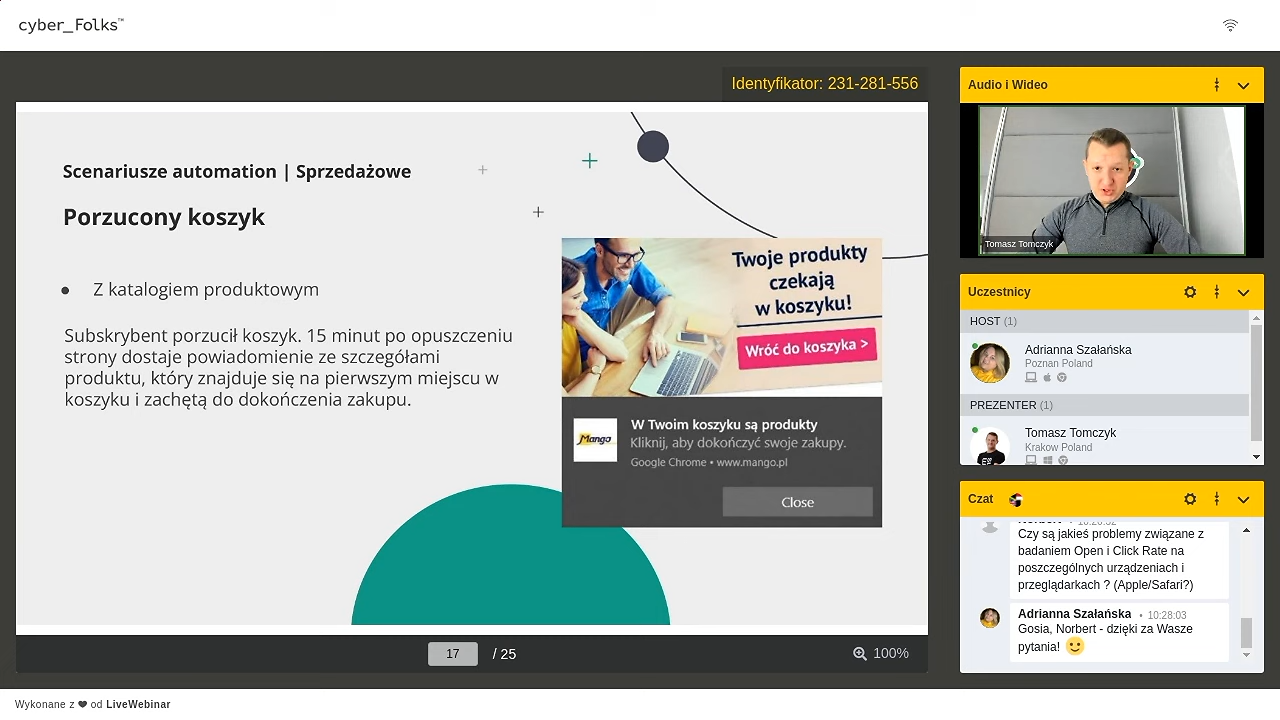 cyber_Folks™
Identyfikator: 231-281-556
Scenariusze automation | Sprzedażowe
Porzucony koszyk
● Z katalogiem produktowym
Subskrybent porzucił koszyk. 15 minut po opuszczeniu
strony dostaje powiadomienie ze szczegółami
produktu, który znajduje się na pierwszym miejscu w
koszyku i zachętą do dokończenia zakupu.
Twoje produkty
czekają
w koszyku!
Wróć do koszyka >
Mango
W Twoim koszyku są produkty
Kliknij, aby dokończyć swoje zakupy.
Google Chrome • www.mango.pl
Close
17 / 25
100%
Audio i Wideo
Tomasz Tomczyk
Uczestnicy
HOST (1)
Adrianna Szałańska
Poznan Poland
PREZENTER (1)
Tomasz Tomczyk
Krakow Poland
Czat
Norbert • 10:26:52
Czy są jakieś problemy związane z
badaniem Open i Click Rate na
poszczególnych urządzeniach i
przeglądarkach ? (Apple/Safari?)
Adrianna Szałańska • 10:28:03
Gosia, Norbert - dzięki za Wasze
pytania! 🙂
Wykonane z ❤ od LiveWebinar